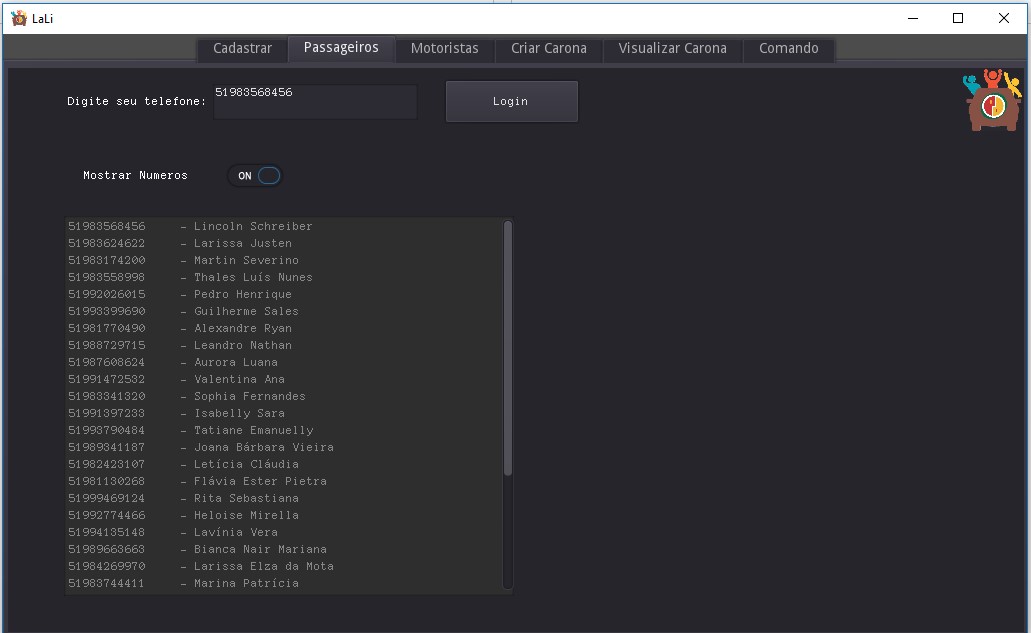 LaLi
Cadastrar Passageiros Motoristas Criar Carona Visualizar Carona Comando
Digite seu telefone: 51983568456 Login
Mostrar Numeros ON
51983568456 - Lincoln Schreiber
51983624622 - Larissa Justen
51983174200 - Martin Severino
51983558998 - Thales Luís Nunes
51992026015 - Pedro Henrique
51993399690 - Guilherme Sales
51981770490 - Alexandre Ryan
51988729715 - Leandro Nathan
51987608624 - Aurora Luana
51991472532 - Valentina Ana
51983341320 - Sophia Fernandes
51991397233 - Isabelly Sara
51993790484 - Tatiane Emanuelly
51989341187 - Joana Bárbara Vieira
51982423107 - Letícia Cláudia
51981130268 - Flávia Ester Pietra
51999469124 - Rita Sebastiana
51992774466 - Heloise Mirella
51994135148 - Lavínia Vera
51989663663 - Bianca Nair Mariana
51984269970 - Larissa Elza da Mota
51983744411 - Marina Patrícia